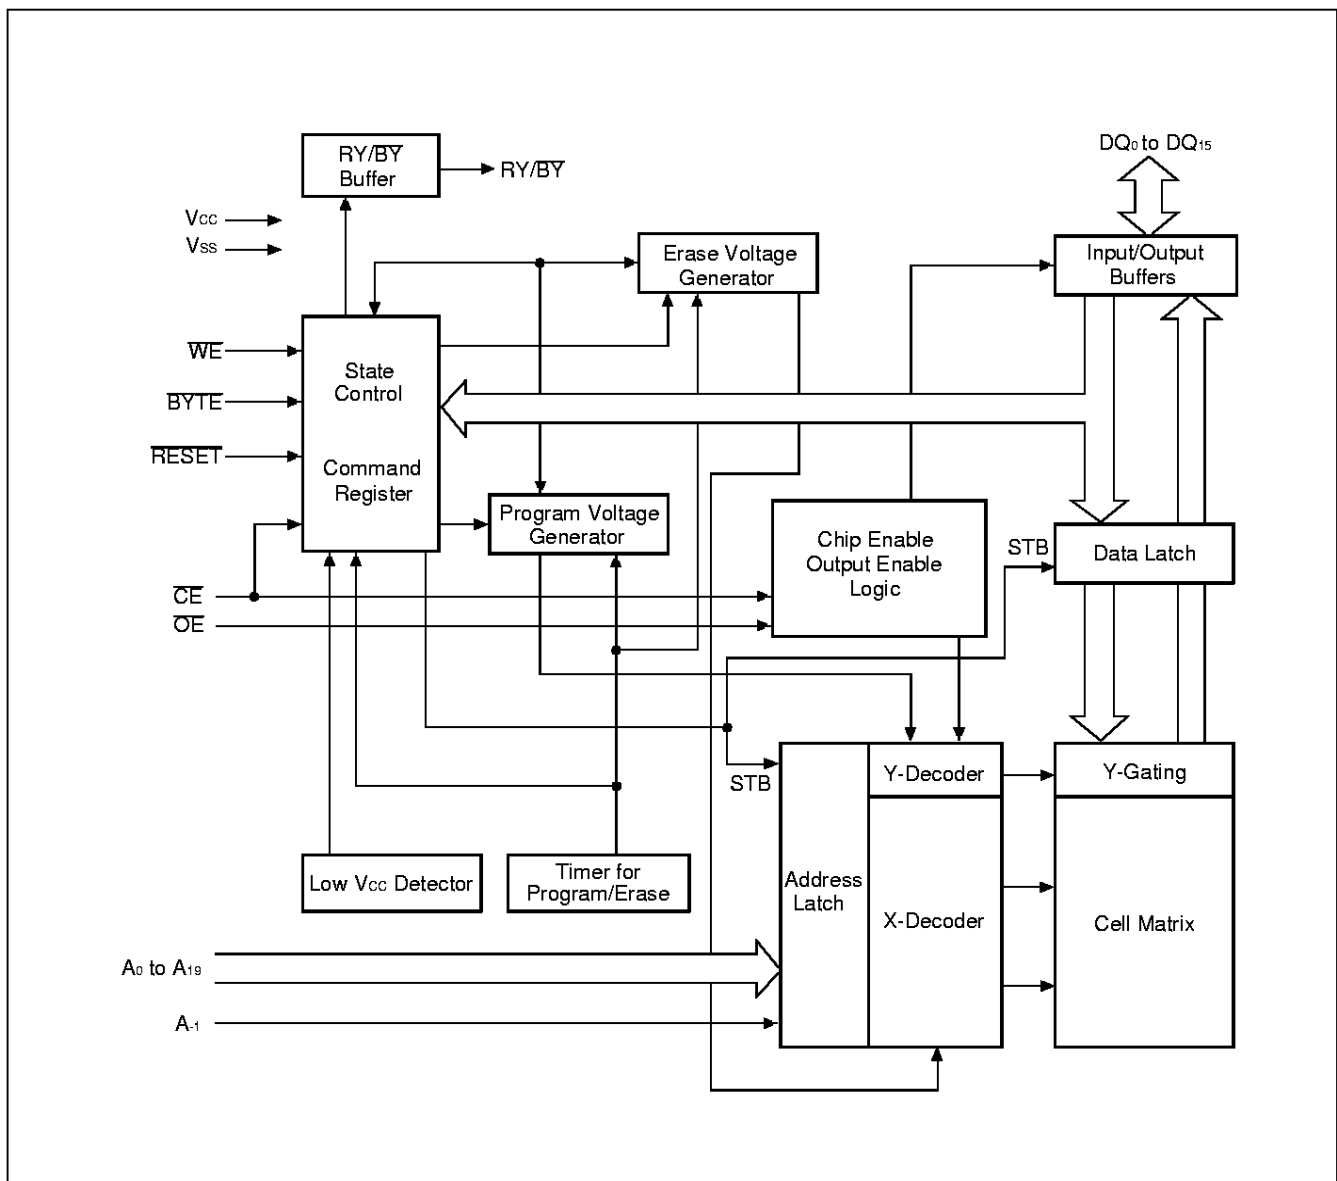 RY/BY
Buffer
RY/BY
DQ0 to DQ15
VCC
VSS
Erase Voltage
Generator
Input/Output
Buffers
WE
State
Control
BYTE
RESET
Command
Register
Program Voltage
Generator
Chip Enable
Output Enable
Logic
STB
Data Latch
CE
OE
STB
Y-Decoder
Y-Gating
Low VCC Detector
Timer for
Program/Erase
Address
Latch
X-Decoder
Cell Matrix
A0 to A19
A-1